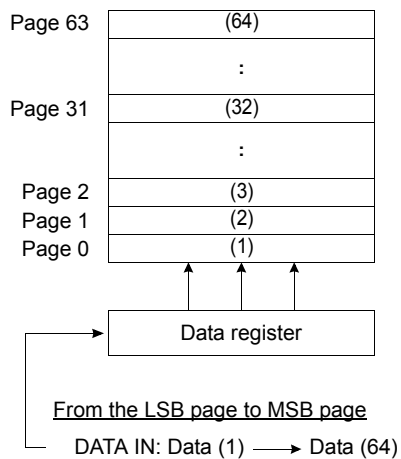 Page 63 (64)
:
Page 31 (32)
:
Page 2 (3)
Page 1 (2)
Page 0 (1)
Data register
From the LSB page to MSB page
DATA IN: Data (1) Data (64)